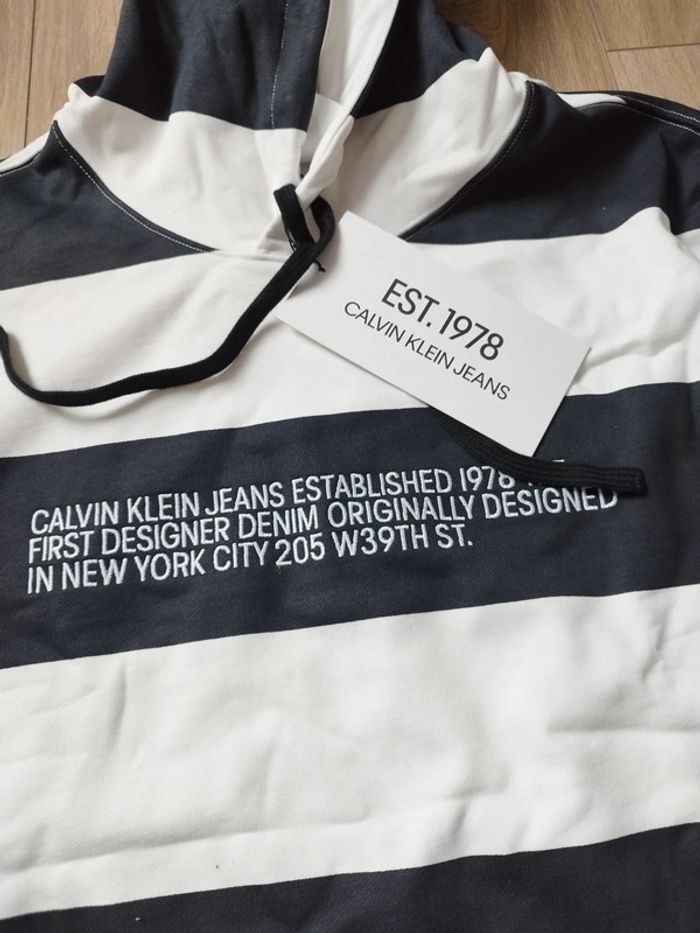 EST. 1978
CALVIN KLEIN JEANS
CALVIN KLEIN JEANS ESTABLISHED 1978
FIRST DESIGNER DENIM ORIGINALLY DESIGNED
IN NEW YORK CITY 205 W39TH ST.